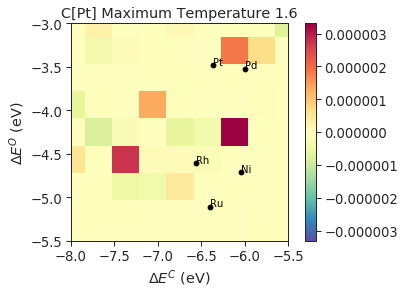 C[Pt] Maximum Temperature 1.6
−3.0
−3.5
−4.0
−4.5
−5.0
−5.5
ΔE^O (eV)
Pt
Pd
Rh
Ni
Ru
−8.0 −7.5 −7.0 −6.5 −6.0 −5.5
ΔE^C (eV)
0.000003
0.000002
0.000001
0.000000
−0.000001
−0.000002
−0.000003